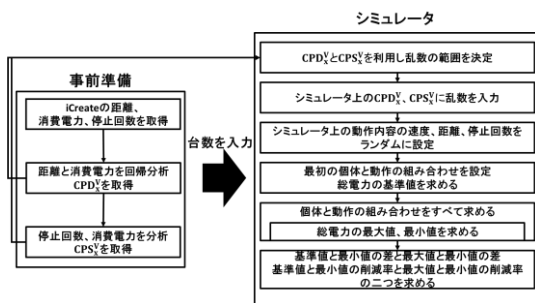 シミュレータ
事前準備
iCreateの距離、
消費電力、停止回数を取得
距離と消費電力を回帰分析
CPD_X^Vを取得
停止回数、消費電力を分析
CPS_X^Vを取得
台数を入力
CPD_X^VとCPS_X^Vを利用し乱数の範囲を決定
シミュレータ上のCPD_X^V、CPS_X^Vに乱数を入力
シミュレータ上の動作内容の速度、距離、停止回数を
ランダムに設定
最初の個体と動作の組み合わせを設定
総電力の基準値を求める
個体と動作の組み合わせをすべて求める
総電力の最大値、最小値を求める
基準値と最小値の差と最大値と最小値の差
基準値と最小値の削減率と最大値と最小値の削減率
の二つを求める